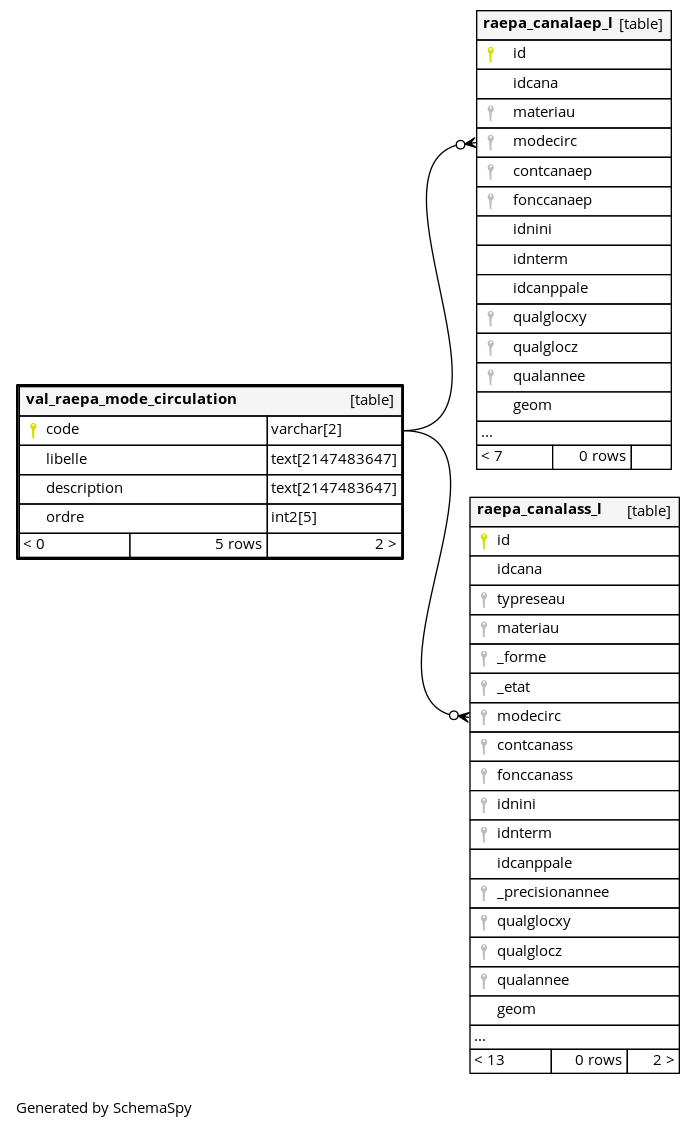 raepa_canalaep_l [table]
id
idcana
materiau
modecirc
contcanaep
fonccanaep
idnini
idnterm
idcanppale
qualglocxy
qualglocz
qualannee
geom
...
< 7 0 rows
val_raepa_mode_circulation [table]
code varchar[2]
libelle text[2147483647]
description text[2147483647]
ordre int2[5]
< 0 5 rows 2 >
raepa_canalass_l [table]
id
idcana
typreseau
materiau
_forme
_etat
modecirc
contcanass
fonccanass
idnini
idnterm
idcanppale
_precisionannee
qualglocxy
qualglocz
qualannee
geom
...
< 13 0 rows 2 >
Generated by SchemaSpy